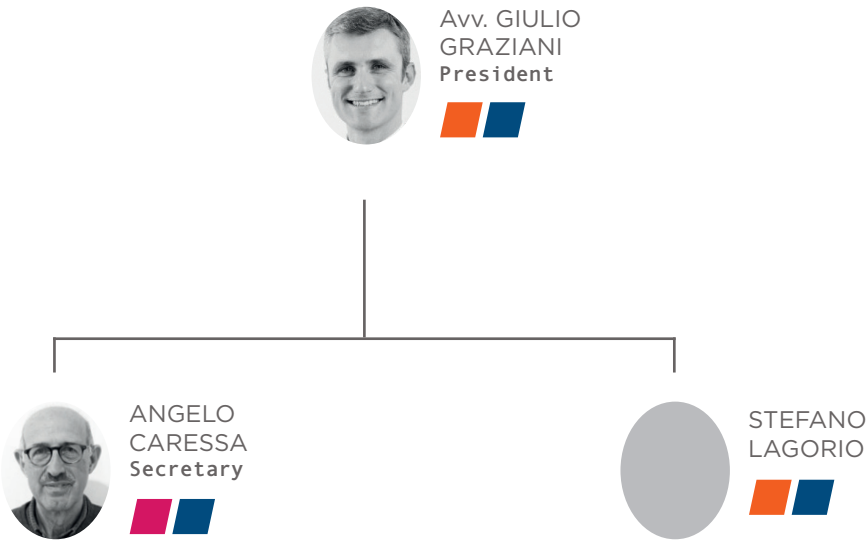 Avv. GIULIO
GRAZIANI
President
ANGELO
CARESSA
Secretary
STEFANO
LAGORIO